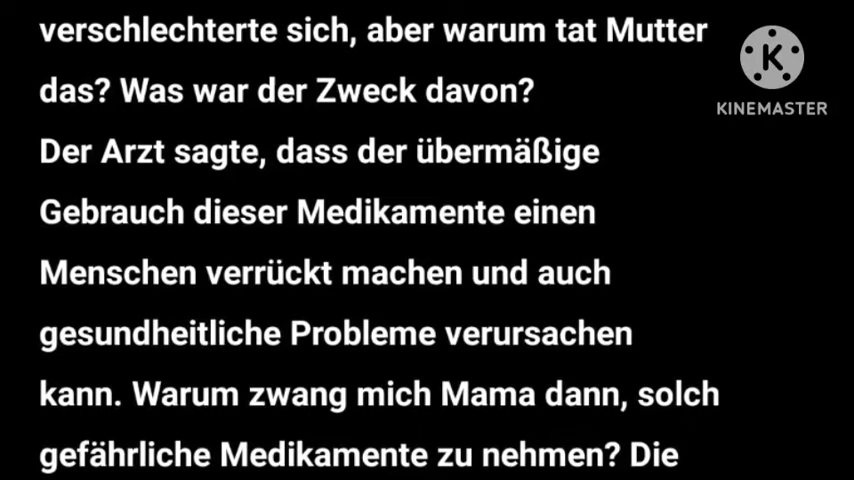 verschlechterte sich, aber warum tat Mutter
das? Was war der Zweck davon?
Der Arzt sagte, dass der übermäßige
Gebrauch dieser Medikamente einen
Menschen verrückt machen und auch
gesundheitliche Probleme verursachen
kann. Warum zwang mich Mama dann, solch
gefährliche Medikamente zu nehmen? Die
K
KINEMASTER